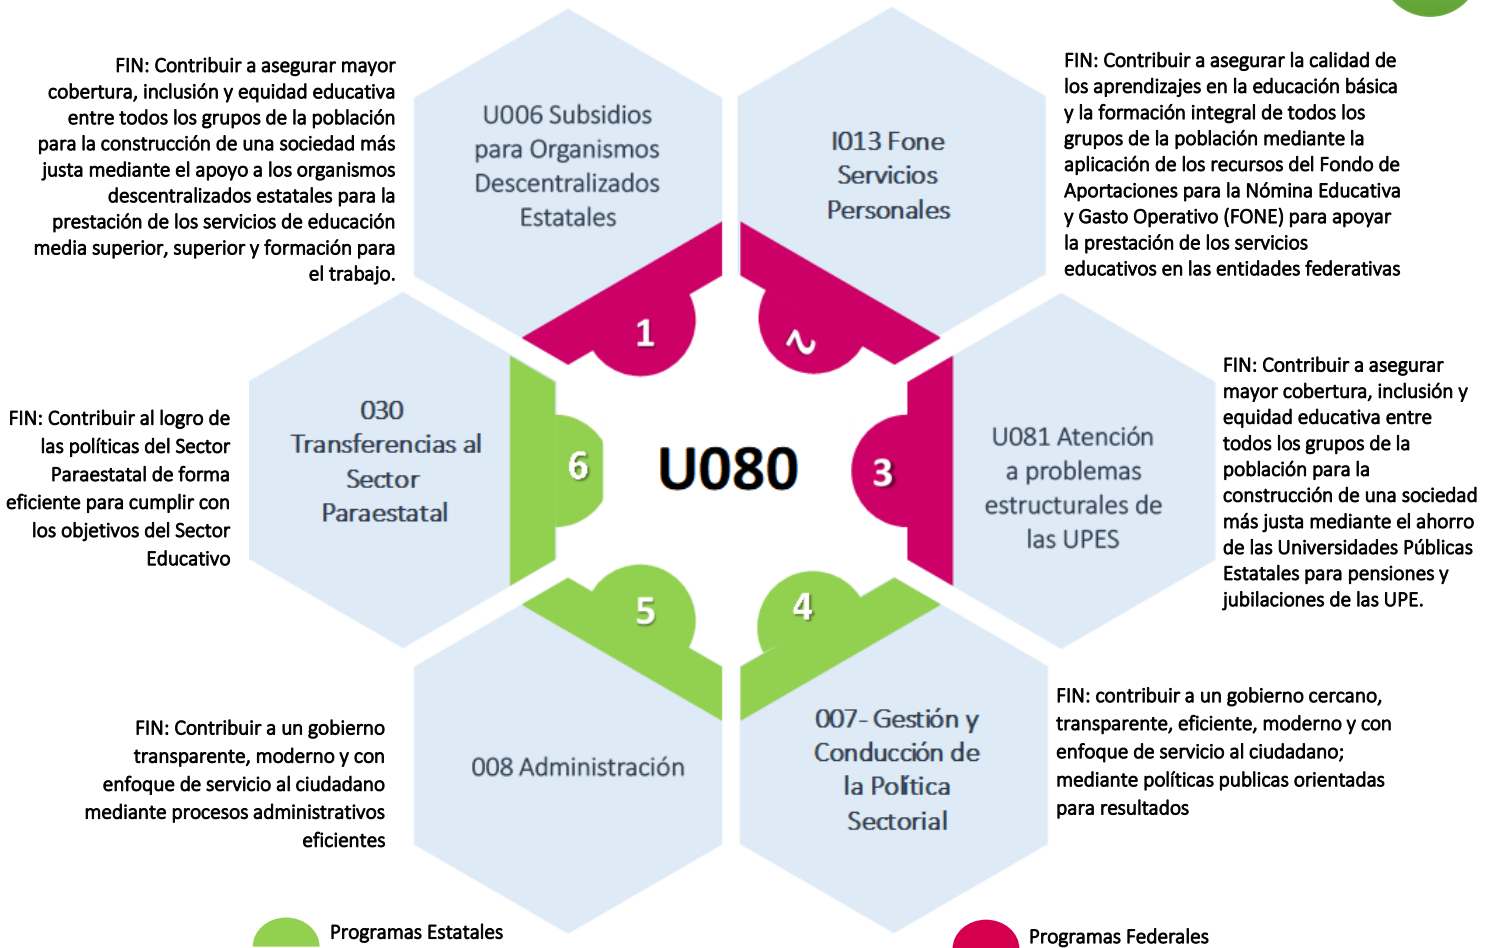 FIN: Contribuir a asegurar mayor
cobertura, inclusión y equidad educativa
entre todos los grupos de la población
para la construcción de una sociedad más
justa mediante el apoyo a los organismos
descentralizados estatales para la
prestación de los servicios de educación
media superior, superior y formación para
el trabajo.
U006 Subsidios
para Organismos
Descentralizados
Estatales
1
I013 Fone
Servicios
Personales
2
FIN: Contribuir a asegurar la calidad de
los aprendizajes en la educación básica
y la formación integral de todos los
grupos de la población mediante la
aplicación de los recursos del Fondo de
Aportaciones para la Nómina Educativa
y Gasto Operativo (FONE) para apoyar
la prestación de los servicios
educativos en las entidades federativas
FIN: Contribuir al logro de
las políticas del Sector
Paraestatal de forma
eficiente para cumplir con
los objetivos del Sector
Educativo
030
Transferencias al
Sector
Paraestatal
6
U080
3
U081 Atención
a problemas
estructurales de
las UPES
FIN: Contribuir a asegurar
mayor cobertura, inclusión y
equidad educativa entre
todos los grupos de la
población para la
construcción de una sociedad
más justa mediante el ahorro
de las Universidades Públicas
Estatales para pensiones y
jubilaciones de las UPE.
FIN: Contribuir a un gobierno
transparente, moderno y con
enfoque de servicio al ciudadano
mediante procesos administrativos
eficientes
5
008 Administración
4
007- Gestión y
Conducción de
la Política
Sectorial
FIN: contribuir a un gobierno cercano,
transparente, eficiente, moderno y con
enfoque de servicio al ciudadano;
mediante políticas publicas orientadas
para resultados
Programas Estatales
Programas Federales